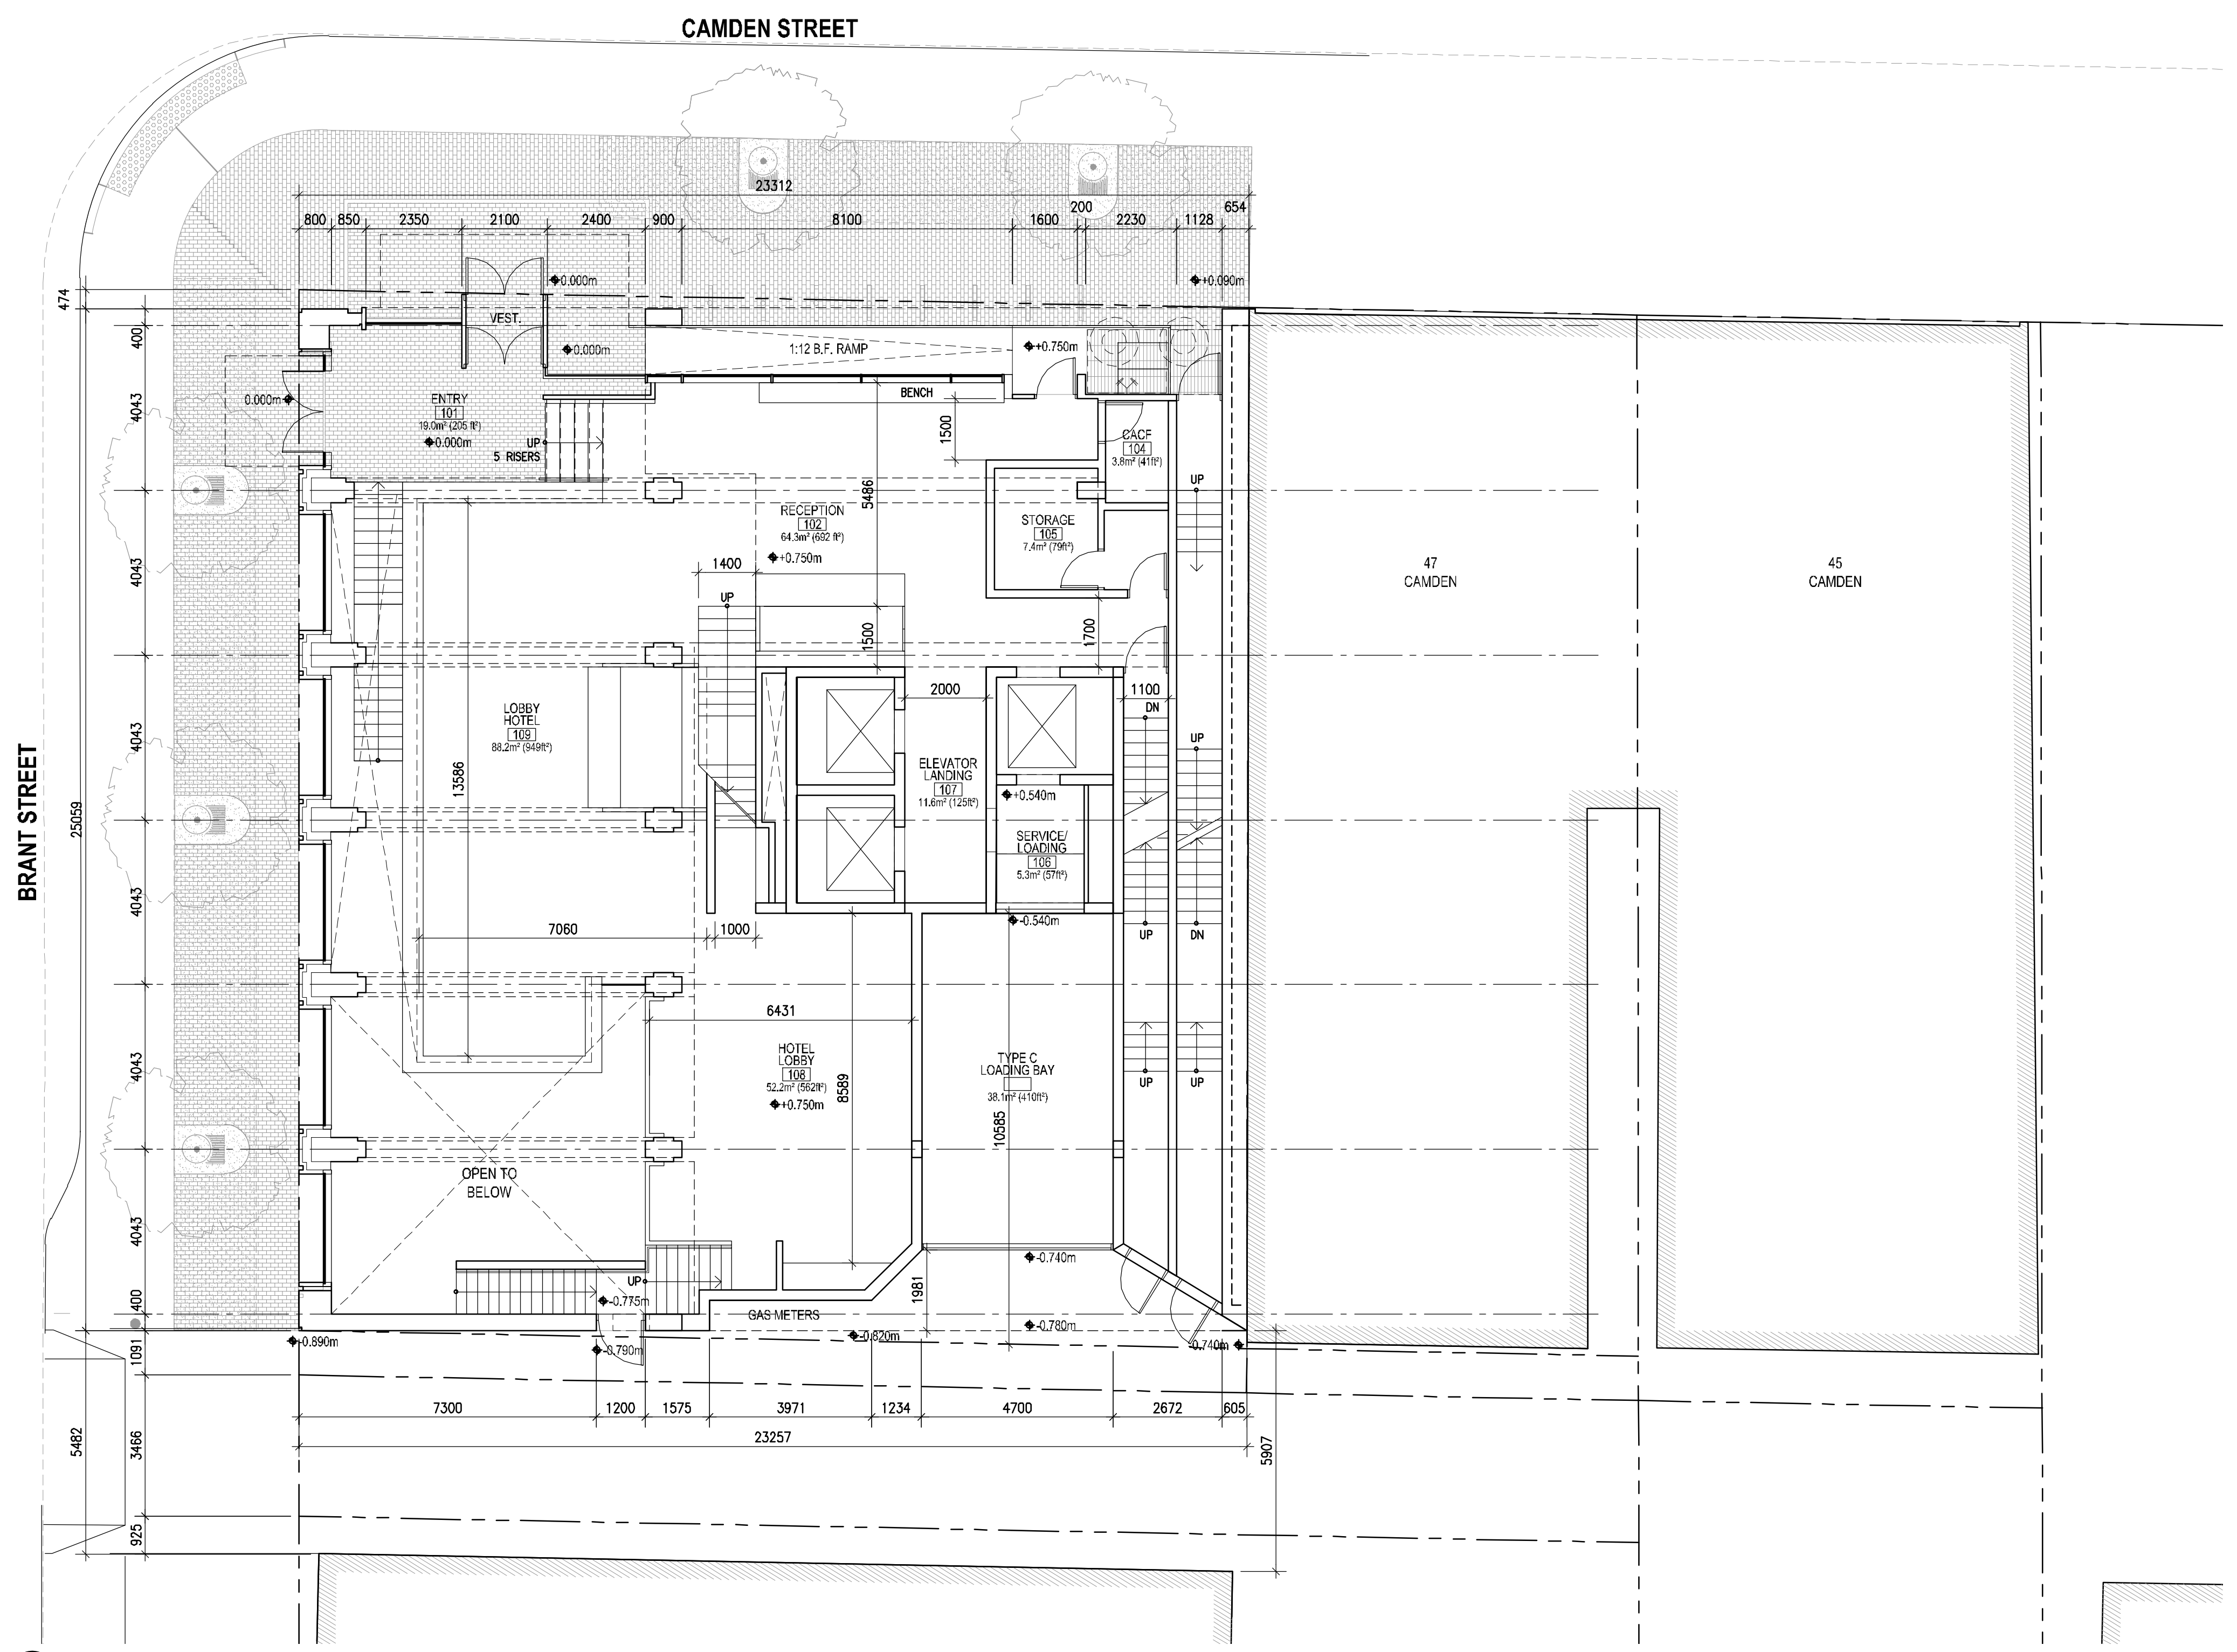 CAMDEN STREET
23312
800 850 2350 2100 2400 900 8100 1600 200 2230 1128 654
474
0.000m
+0.090m
VEST.
400
0.000m
1:12 B.F. RAMP
+0.750m
BENCH
0.000m
ENTRY
101
19.0m² (205 ft²)
0.000m
4043
UP
5 RISERS
1500
CACF
104
3.8m² (41ft²)
UP
5486
RECEPTION
102
64.3m² (692 ft²)
+0.750m
STORAGE
105
7.4m² (79ft²)
47
CAMDEN
45
CAMDEN
4043
1400
UP
1500
1700
2000
1100
DN
LOBBY
HOTEL
109
88.2m² (949ft²)
4043
UP
ELEVATOR
LANDING
107
11.6m² (125ft²)
+0.540m
13586
BRANT STREET
25059
SERVICE/
LOADING
106
5.3m² (57ft²)
4043
-0.540m
7060
1000
UP
DN
6431
HOTEL
LOBBY
108
52.2m² (562ft²)
+0.750m
4043
8589
TYPE C
LOADING BAY
38.1m² (410ft²)
10585
UP
UP
OPEN TO
BELOW
4043
-0.740m
UP
1981
-0.775m
400
GAS METERS
-0.780m
+0.890m
-0.820m
-0.790m
-0.740m
1091
7300 1200 1575 3971 1234 4700 2672 605
23257
5482
3466
5907
925